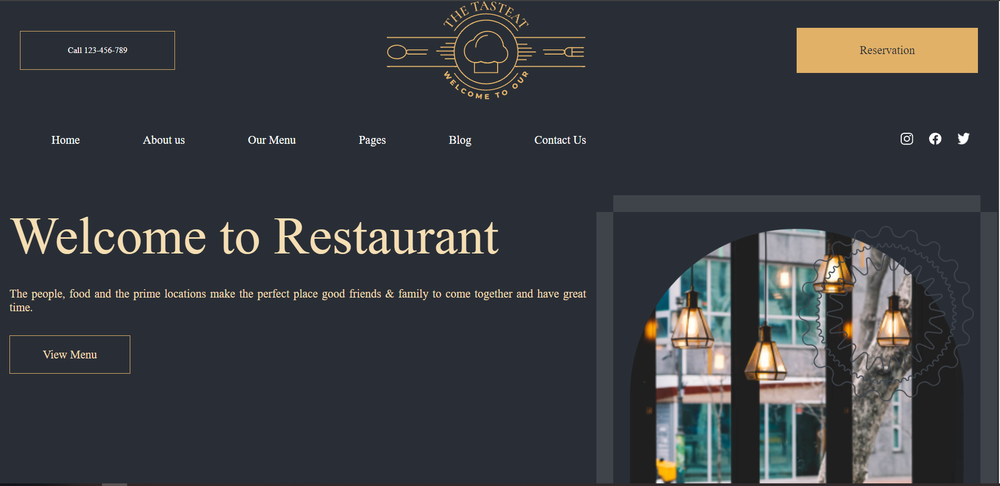 Call 123-456-789
THE TASTEAT
WELCOME TO OUR
Reservation
Home
About us
Our Menu
Pages
Blog
Contact Us
Welcome to Restaurant
The people, food and the prime locations make the perfect place good friends & family to come together and have great
time.
View Menu